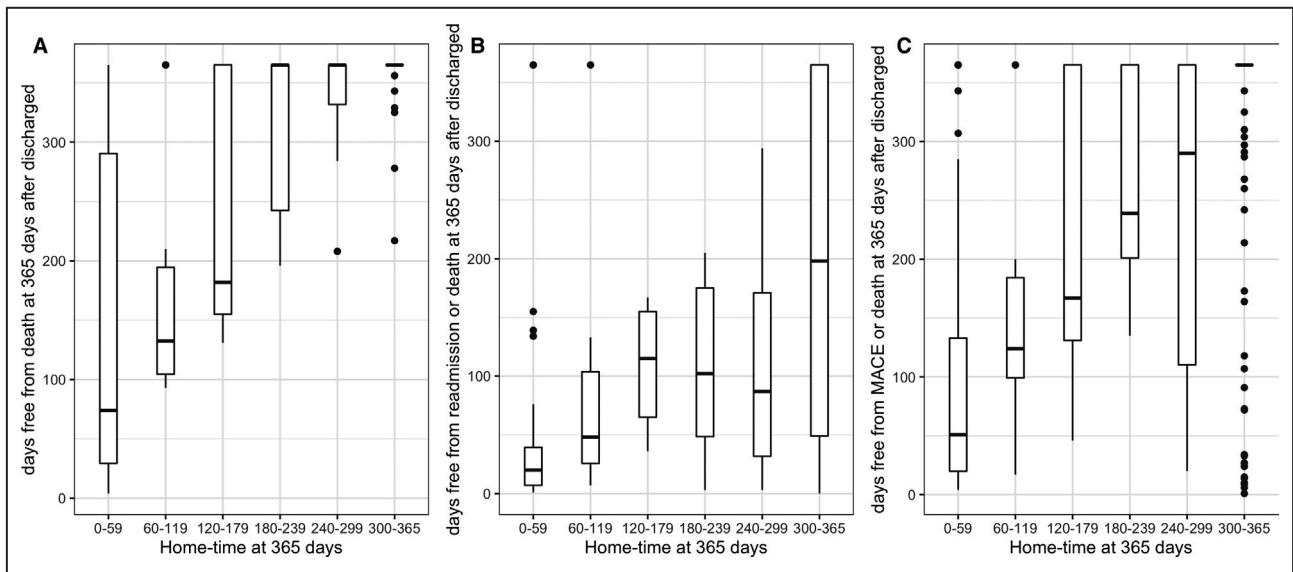 A
days free from death at 365 days after discharged
300
200
100
0
0-59 60-119 120-179 180-239 240-299 300-365
Home-time at 365 days
B
days free from readmission or death at 365 days after discharged
300
200
100
0
0-59 60-119 120-179 180-239 240-299 300-365
Home-time at 365 days
C
days free from MACE or death at 365 days after discharged
300
200
100
0
0-59 60-119 120-179 180-239 240-299 300-365
Home-time at 365 days